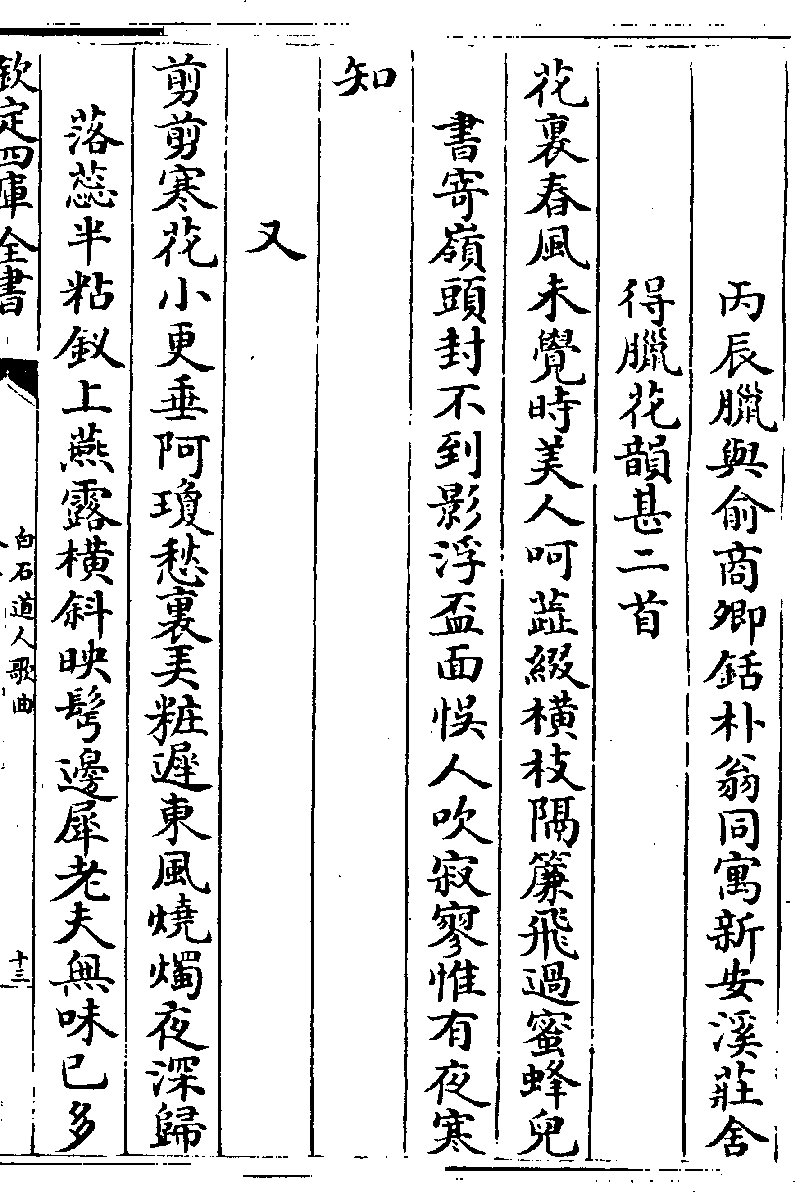 丙辰臘與俞商卿銛朴翁同寓新安溪莊舍
得臘花韻甚二首
花裏春風未覺時美人呵蕋綴橫枝隔簾飛過蜜蜂兒
書寄嶺頭封不到影浮盃面悞人吹寂寥惟有夜寒
知
又
剪剪寒花小更垂阿瓊愁裏美粧遲東風燒燭夜深歸
落蕊半粘釵上燕露橫斜映髩邊犀老夫無味已多
欽定四庫全書
白石道人歌曲
十三